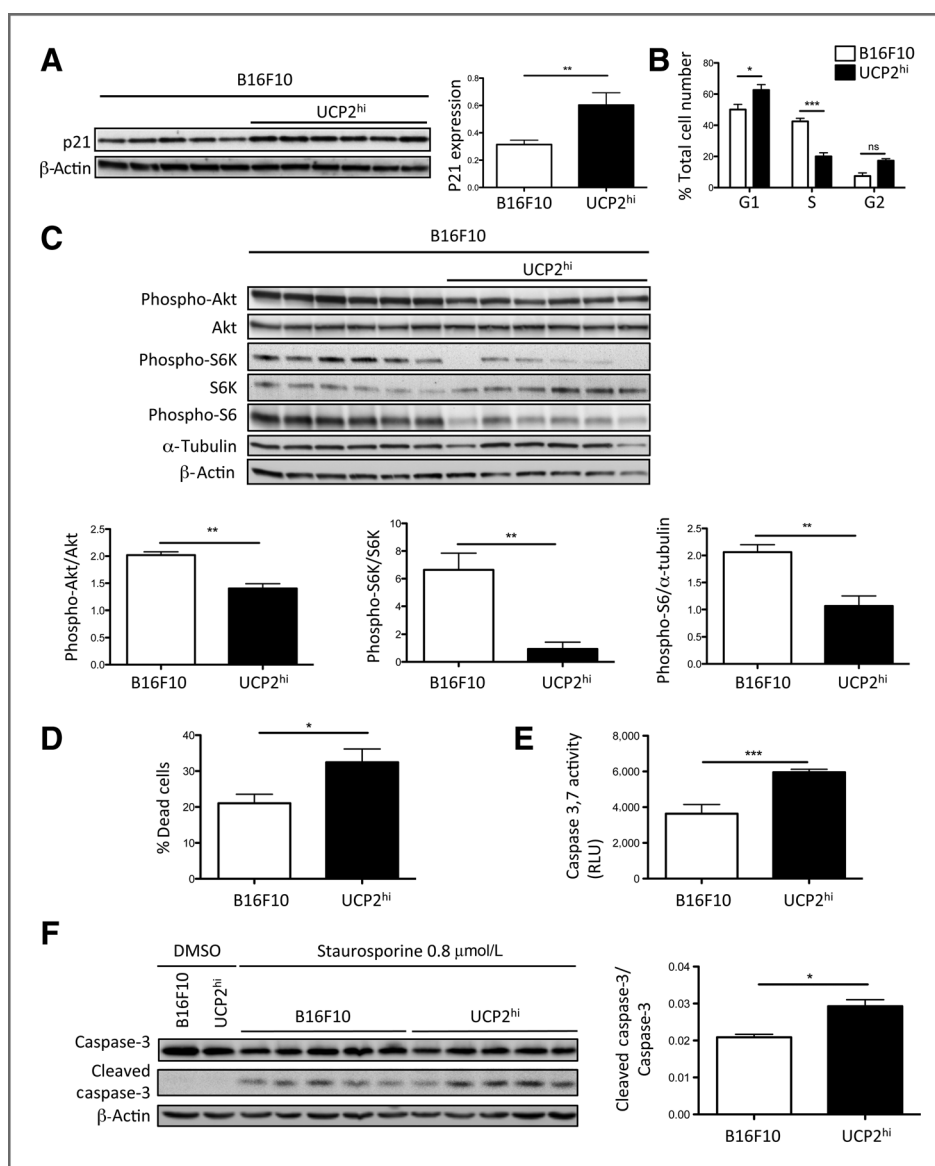 A
B16F10
UCP2hi
p21
β-Actin
P21 expression
0.8
0.6
0.4
0.2
0.0
**
B16F10
UCP2hi
B
B16F10
UCP2hi
% Total cell number
80
60
40
20
0
*
***
ns
G1 S G2
C
B16F10
UCP2hi
Phospho-Akt
Akt
Phospho-S6K
S6K
Phospho-S6
α-Tubulin
β-Actin
Phospho-Akt/Akt
2.5
2.0
1.5
1.0
0.5
0.0
**
B16F10
UCP2hi
Phospho-S6K/S6K
10
8
6
4
2
0
**
B16F10
UCP2hi
Phospho-S6/α-tubulin
2.5
2.0
1.5
1.0
0.5
0.0
**
B16F10
UCP2hi
D
% Dead cells
40
30
20
10
0
*
B16F10
UCP2hi
E
Caspase 3,7 activity
(RLU)
8,000
6,000
4,000
2,000
0
***
B16F10
UCP2hi
F
DMSO
Staurosporine 0.8 μmol/L
B16F10
UCP2hi
B16F10
UCP2hi
Caspase-3
Cleaved
caspase-3
β-Actin
Cleaved caspase-3/
Caspase-3
0.04
0.03
0.02
0.01
0.00
*
B16F10
UCP2hi